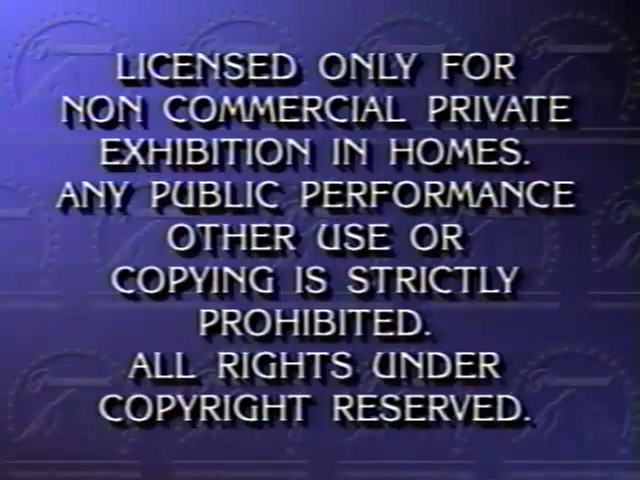 LICENSED ONLY FOR
NON COMMERCIAL PRIVATE
EXHIBITION IN HOMES.
ANY PUBLIC PERFORMANCE
OTHER USE OR
COPYING IS STRICTLY
PROHIBITED.
ALL RIGHTS UNDER
COPYRIGHT RESERVED.